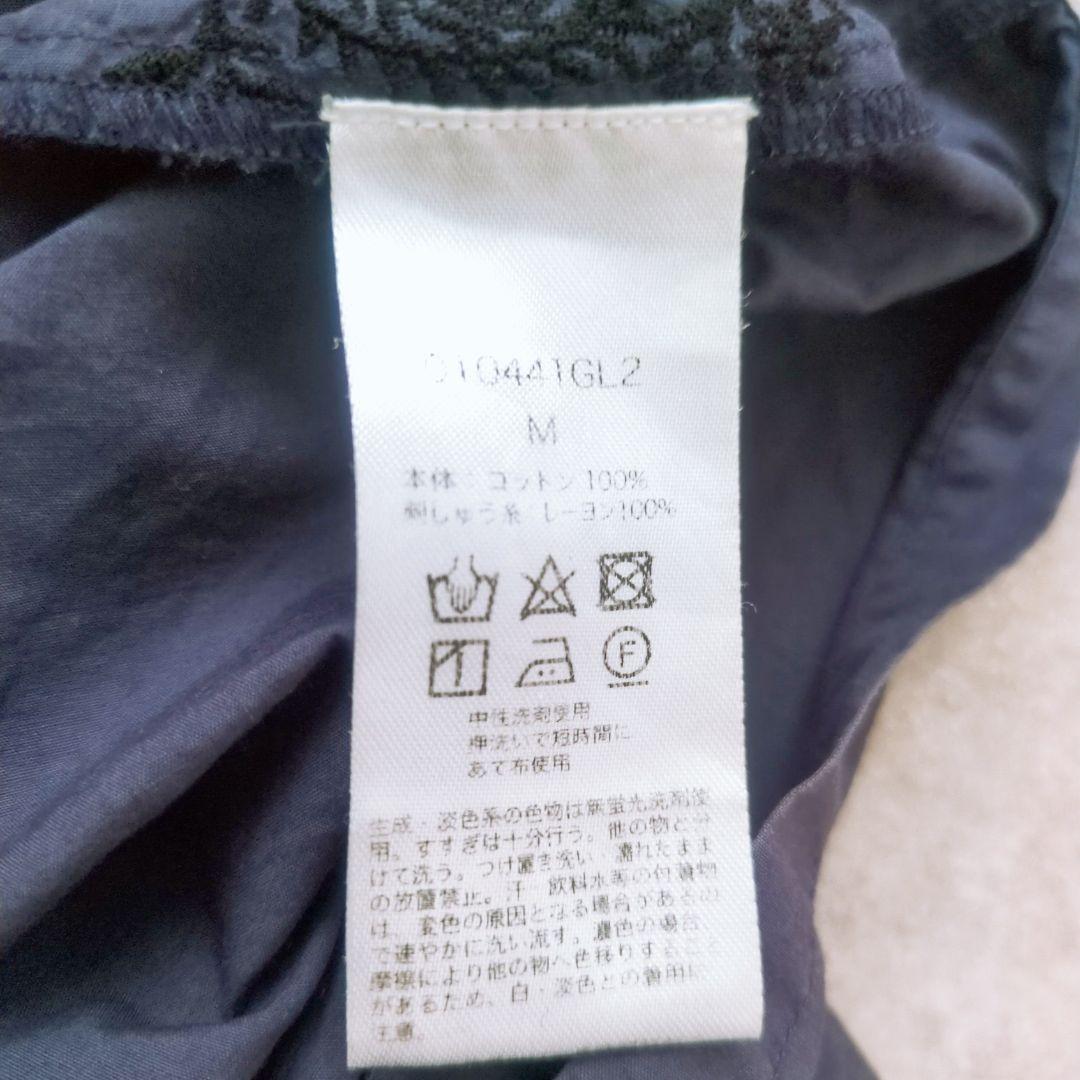 010441GL2
M
本体:コットン100%
刺しゅう糸 レーヨン100%
F
中性洗剤使用
押洗いで短時間に
あて布使用
生成・淡色系の色物は無蛍光洗剤使
用。すすぎは十分行う。他の物と分
けて洗う。つけ置き洗い・濡れたまま
の放置禁止。汗・飲料水等の付着物
は、変色の原因となる場合があるの
で速やかに洗い流す。濃色の場合
摩擦により他の物へ色移りすること
があるため、白・淡色との着用に
注意。